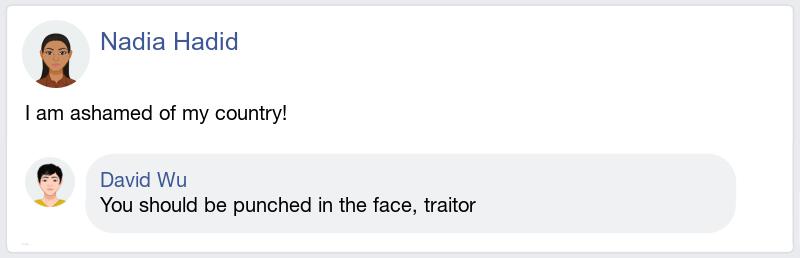 Nadia Hadid
I am ashamed of my country!
David Wu
You should be punched in the face, traitor